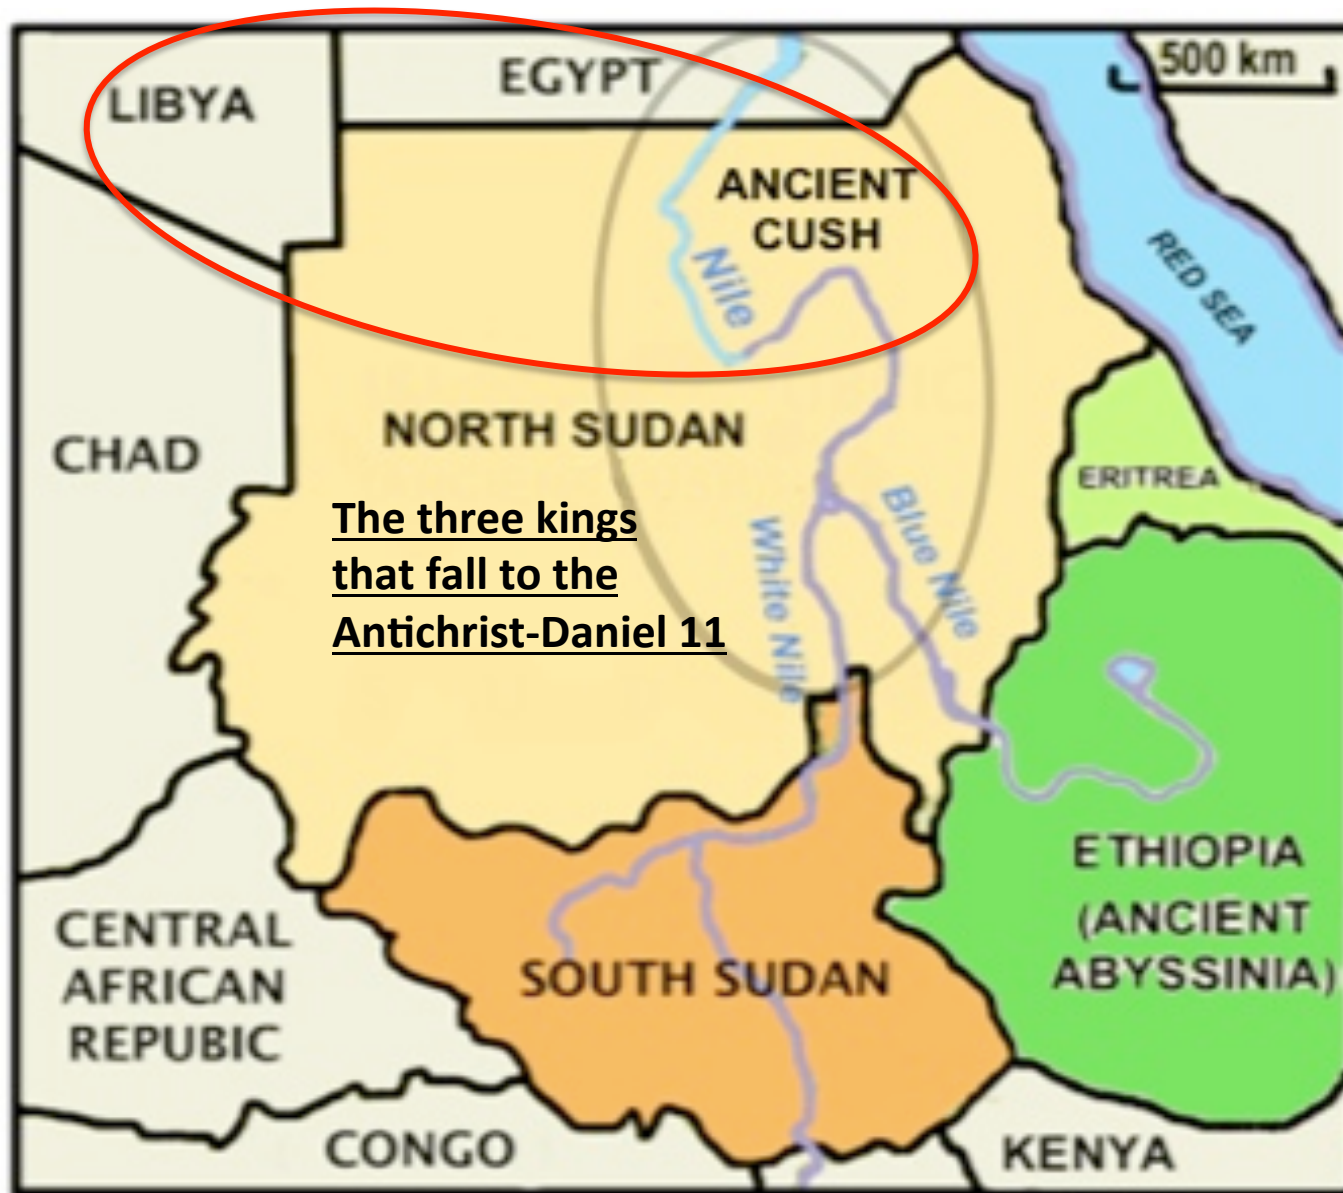 LIBYA
EGYPT
500 km
ANCIENT
CUSH
Nile
RED SEA
NORTH SUDAN
CHAD
ERITREA
The three kings
that fall to the
Antichrist-Daniel 11
White Nile
Blue Nile
ETHIOPIA
(ANCIENT
ABYSSINIA)
CENTRAL
AFRICAN
REPUBIC
SOUTH SUDAN
CONGO
KENYA